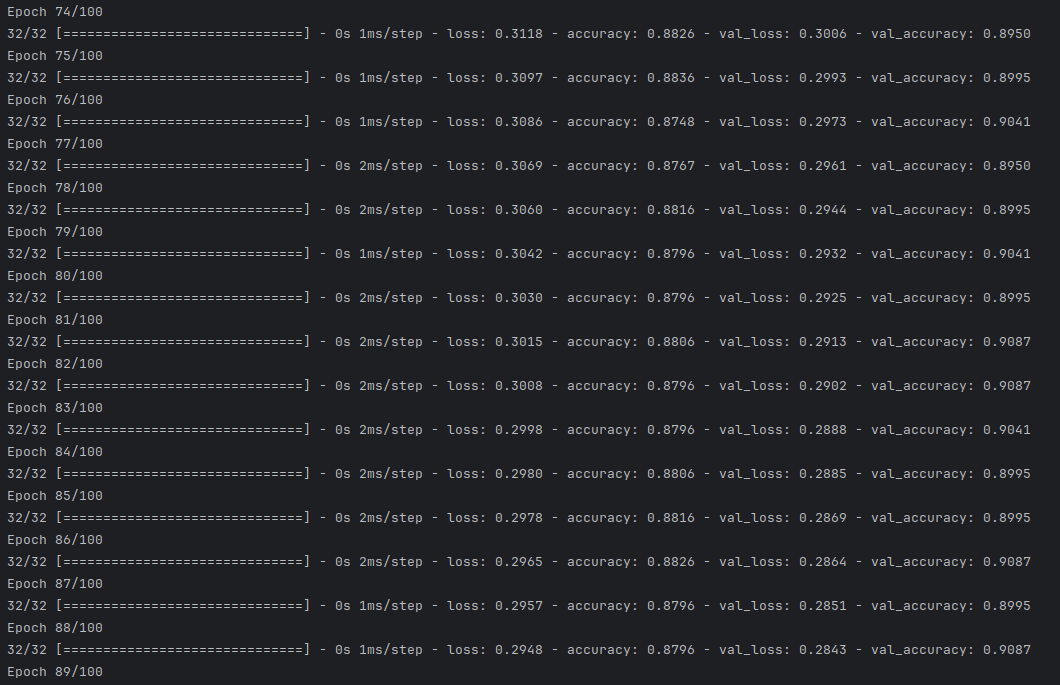 Epoch 74/100
32/32 [==============================] - 0s 1ms/step - loss: 0.3118 - accuracy: 0.8826 - val_loss: 0.3006 - val_accuracy: 0.8950
Epoch 75/100
32/32 [==============================] - 0s 1ms/step - loss: 0.3097 - accuracy: 0.8836 - val_loss: 0.2993 - val_accuracy: 0.8995
Epoch 76/100
32/32 [==============================] - 0s 1ms/step - loss: 0.3086 - accuracy: 0.8748 - val_loss: 0.2973 - val_accuracy: 0.9041
Epoch 77/100
32/32 [==============================] - 0s 2ms/step - loss: 0.3069 - accuracy: 0.8767 - val_loss: 0.2961 - val_accuracy: 0.8950
Epoch 78/100
32/32 [==============================] - 0s 2ms/step - loss: 0.3060 - accuracy: 0.8816 - val_loss: 0.2944 - val_accuracy: 0.8995
Epoch 79/100
32/32 [==============================] - 0s 1ms/step - loss: 0.3042 - accuracy: 0.8796 - val_loss: 0.2932 - val_accuracy: 0.9041
Epoch 80/100
32/32 [==============================] - 0s 2ms/step - loss: 0.3030 - accuracy: 0.8796 - val_loss: 0.2925 - val_accuracy: 0.8995
Epoch 81/100
32/32 [==============================] - 0s 2ms/step - loss: 0.3015 - accuracy: 0.8806 - val_loss: 0.2913 - val_accuracy: 0.9087
Epoch 82/100
32/32 [==============================] - 0s 2ms/step - loss: 0.3008 - accuracy: 0.8796 - val_loss: 0.2902 - val_accuracy: 0.9087
Epoch 83/100
32/32 [==============================] - 0s 2ms/step - loss: 0.2998 - accuracy: 0.8796 - val_loss: 0.2888 - val_accuracy: 0.9041
Epoch 84/100
32/32 [==============================] - 0s 2ms/step - loss: 0.2980 - accuracy: 0.8806 - val_loss: 0.2885 - val_accuracy: 0.8995
Epoch 85/100
32/32 [==============================] - 0s 2ms/step - loss: 0.2978 - accuracy: 0.8816 - val_loss: 0.2869 - val_accuracy: 0.8995
Epoch 86/100
32/32 [==============================] - 0s 2ms/step - loss: 0.2965 - accuracy: 0.8826 - val_loss: 0.2864 - val_accuracy: 0.9087
Epoch 87/100
32/32 [==============================] - 0s 1ms/step - loss: 0.2957 - accuracy: 0.8796 - val_loss: 0.2851 - val_accuracy: 0.8995
Epoch 88/100
32/32 [==============================] - 0s 1ms/step - loss: 0.2948 - accuracy: 0.8796 - val_loss: 0.2843 - val_accuracy: 0.9087
Epoch 89/100